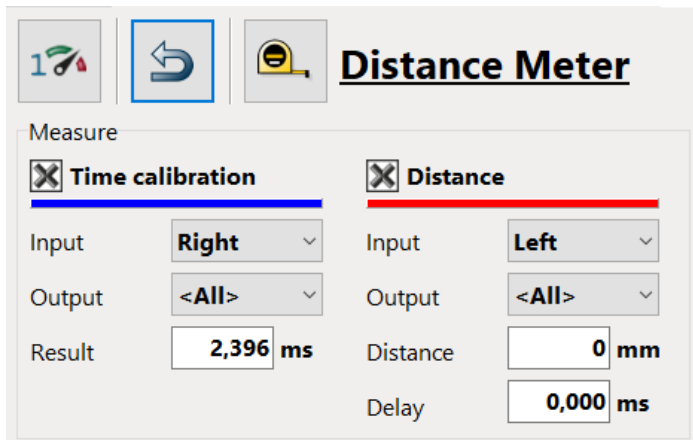 1
Distance Meter
Measure
Time calibration
Distance
Input Right
Input Left
Output <All>
Output <All>
Result 2,396 ms
Distance 0 mm
Delay 0,000 ms